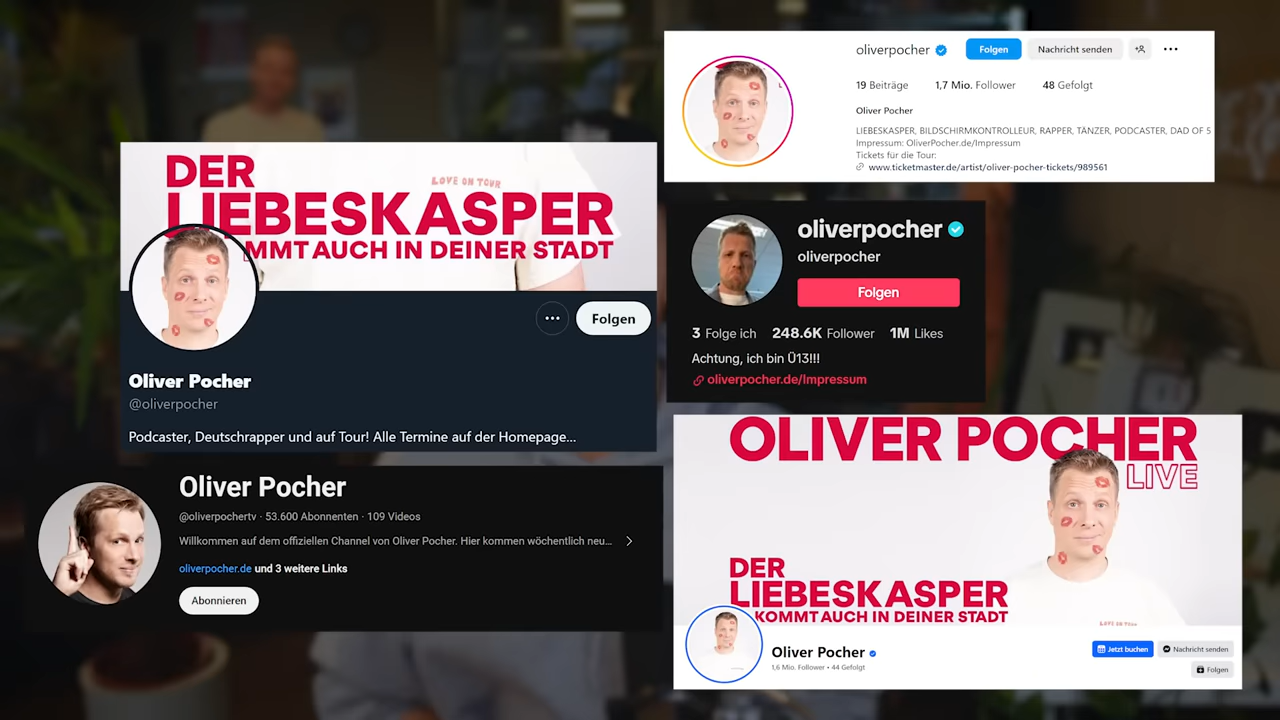 oliverpocher
Folgen
Nachricht senden
19 Beiträge 1,7 Mio. Follower 48 Gefolgt
Oliver Pocher
LIEBESKASPER, BILDSCHIRMKONTROLLEUR, RAPPER, TÄNZER, PODCASTER, DAD OF 5
Impressum: OliverPocher.de/Impressum
Tickets für die Tour:
www.ticketmaster.de/artist/oliver-pocher-tickets/989561
DER
LIEBESKASPER
MMT AUCH IN DEINER STADT
LOVE ON TOUR
Folgen
Oliver Pocher
@oliverpocher
Podcaster, Deutschrapper und auf Tour! Alle Termine auf der Homepage...
oliverpocher
oliverpocher
Folgen
3 Folge ich 248.6K Follower 1M Likes
Achtung, ich bin Ü13!!!
oliverpocher.de/Impressum
Oliver Pocher
@oliverpochertv · 53.600 Abonnenten · 109 Videos
Willkommen auf dem offiziellen Channel von Oliver Pocher. Hier kommen wöchentlich neu...
oliverpocher.de und 3 weitere Links
Abonnieren
OLIVER POCHER
LIVE
DER
LIEBESKASPER
KOMMT AUCH IN DEINER STADT
LOVE ON TOUR
Oliver Pocher
1,6 Mio. Follower • 44 Gefolgt
Jetzt buchen
Nachricht senden
Folgen